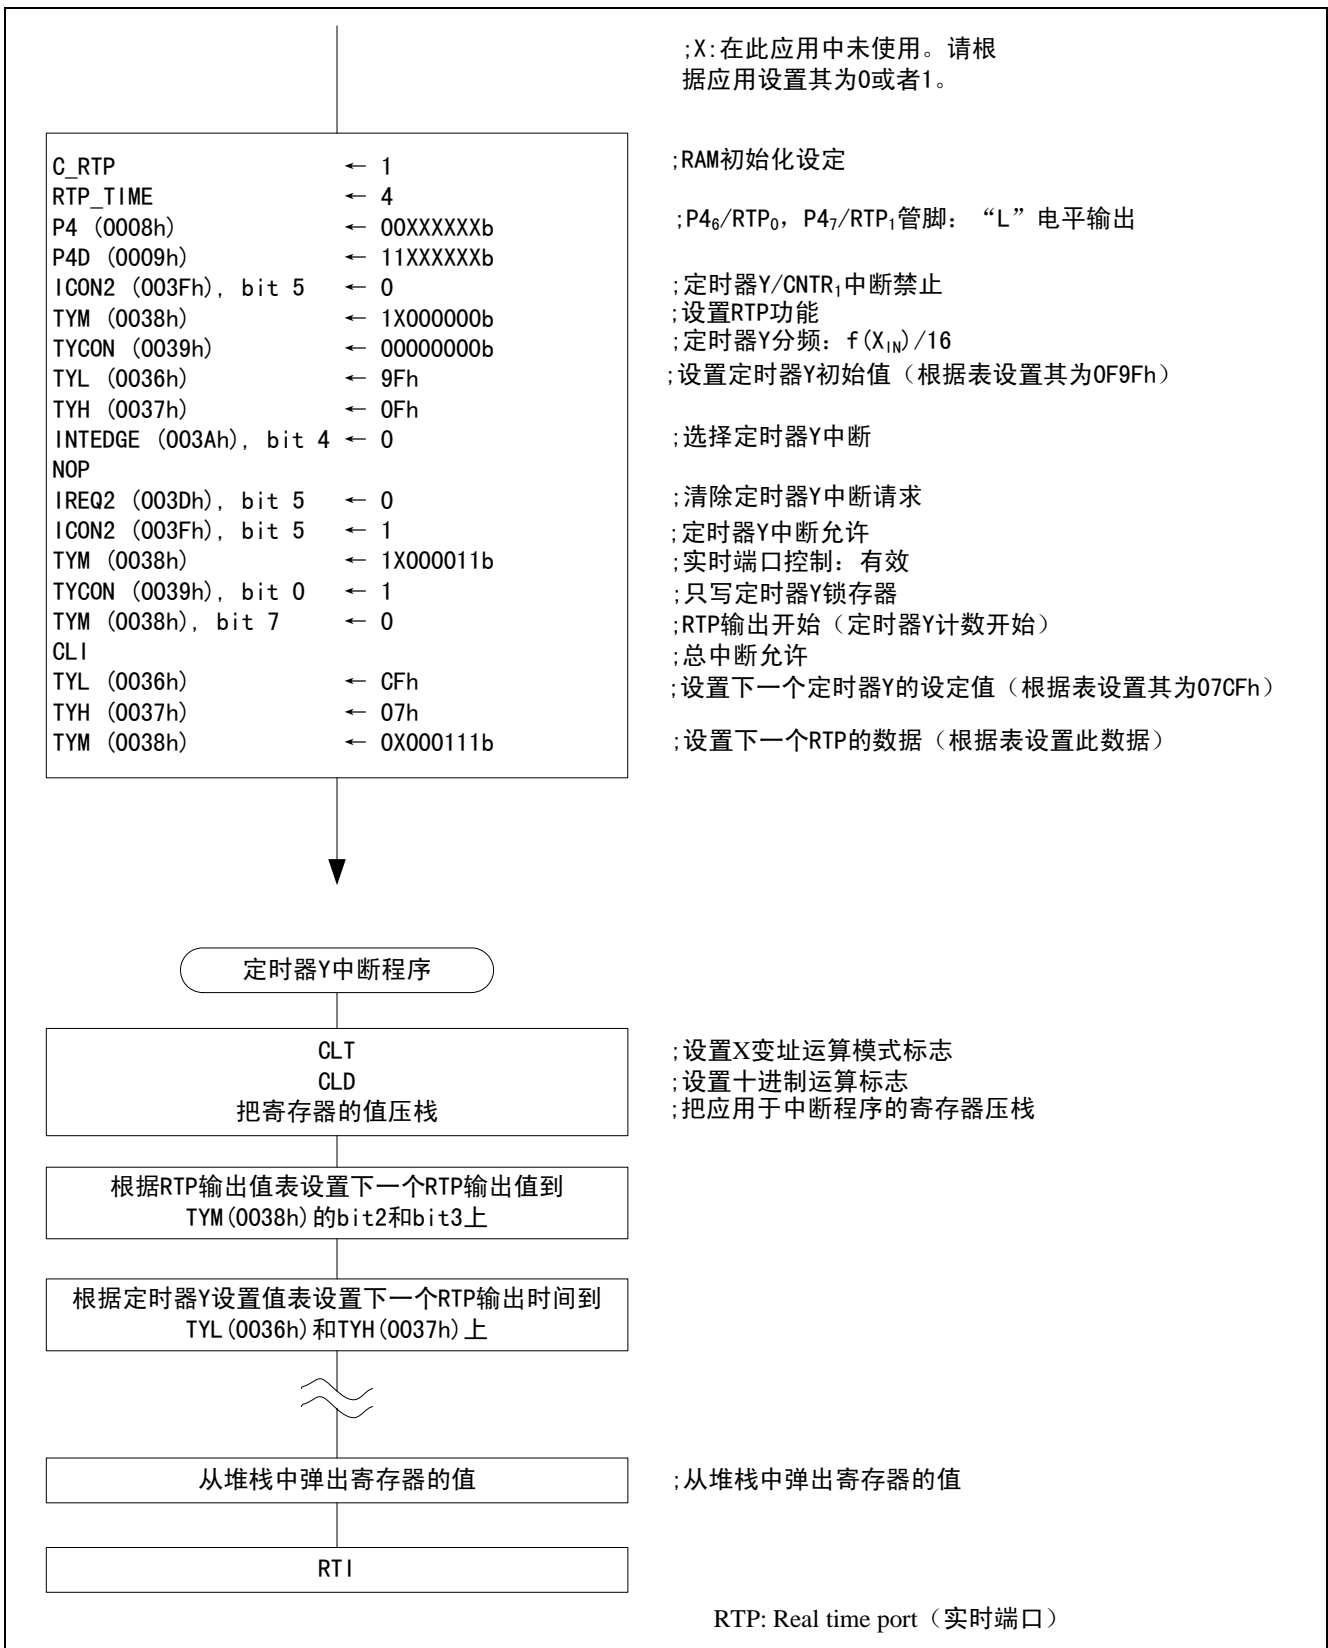 ;X:在此应用中未使用。请根
据应用设置其为0或者1。
C_RTP ← 1 ;RAM初始化设定
RTP_TIME ← 4
P4 (0008h) ← 00XXXXXXb ;P4₆/RTP₀，P4₇/RTP₁管脚：“L”电平输出
P4D (0009h) ← 11XXXXXXb
ICON2 (003Fh), bit 5 ← 0 ;定时器Y/CNTR₁中断禁止
TYM (0038h) ← 1X000000b ;设置RTP功能
TYCON (0039h) ← 00000000b ;定时器Y分频：f(X_IN)/16
TYL (0036h) ← 9Fh ;设置定时器Y初始值（根据表设置其为0F9Fh）
TYH (0037h) ← 0Fh
INTEDGE (003Ah), bit 4 ← 0 ;选择定时器Y中断
NOP
IREQ2 (003Dh), bit 5 ← 0 ;清除定时器Y中断请求
ICON2 (003Fh), bit 5 ← 1 ;定时器Y中断允许
TYM (0038h) ← 1X000011b ;实时端口控制：有效
TYCON (0039h), bit 0 ← 1 ;只写定时器Y锁存器
TYM (0038h), bit 7 ← 0 ;RTP输出开始（定时器Y计数开始）
CLI ;总中断允许
TYL (0036h) ← CFh ;设置下一个定时器Y的设定值（根据表设置其为07CFh）
TYH (0037h) ← 07h
TYM (0038h) ← 0X000111b ;设置下一个RTP的数据（根据表设置此数据）
定时器Y中断程序
CLT ;设置X变址运算模式标志
CLD ;设置十进制运算标志
把寄存器的值压栈 ;把应用于中断程序的寄存器压栈
根据RTP输出值表设置下一个RTP输出值到
TYM(0038h)的bit2和bit3上
根据定时器Y设置值表设置下一个RTP输出时间到
TYL(0036h)和TYH(0037h)上
从堆栈中弹出寄存器的值 ;从堆栈中弹出寄存器的值
RTI
RTP: Real time port（实时端口）